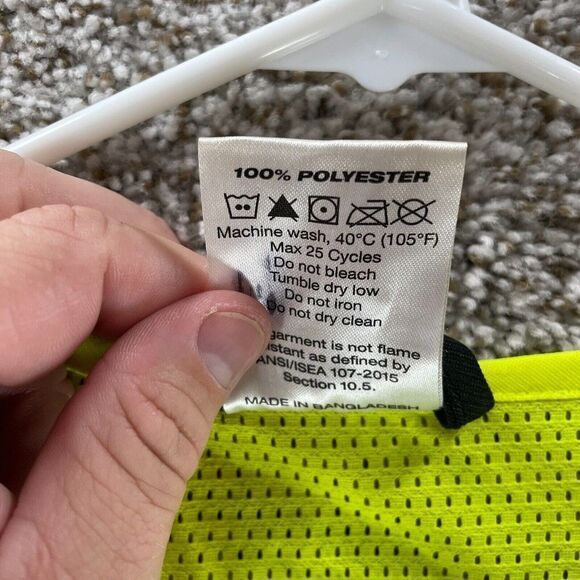 100% POLYESTER
Machine wash, 40°C (105°F)
Max 25 Cycles
Do not bleach
Tumble dry low
Do not iron
Do not dry clean
garment is not flame
as defined by
ANSI/ISEA 107-2015
Section 10.5.
MADE IN BANGLADESH